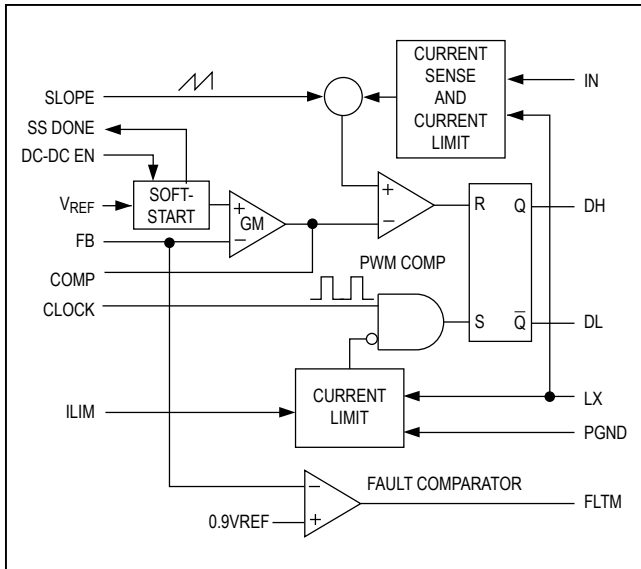 CURRENT
SENSE
AND
CURRENT
LIMIT
IN
SLOPE
SS DONE
DC-DC EN
SOFT-
START
VREF
+
−
GM
FB
COMP
+
−
R
Q
DH
PWM COMP
CLOCK
S
Q̅
DL
LX
ILIM
CURRENT
LIMIT
PGND
−
+
FAULT COMPARATOR
FLTM
0.9VREF